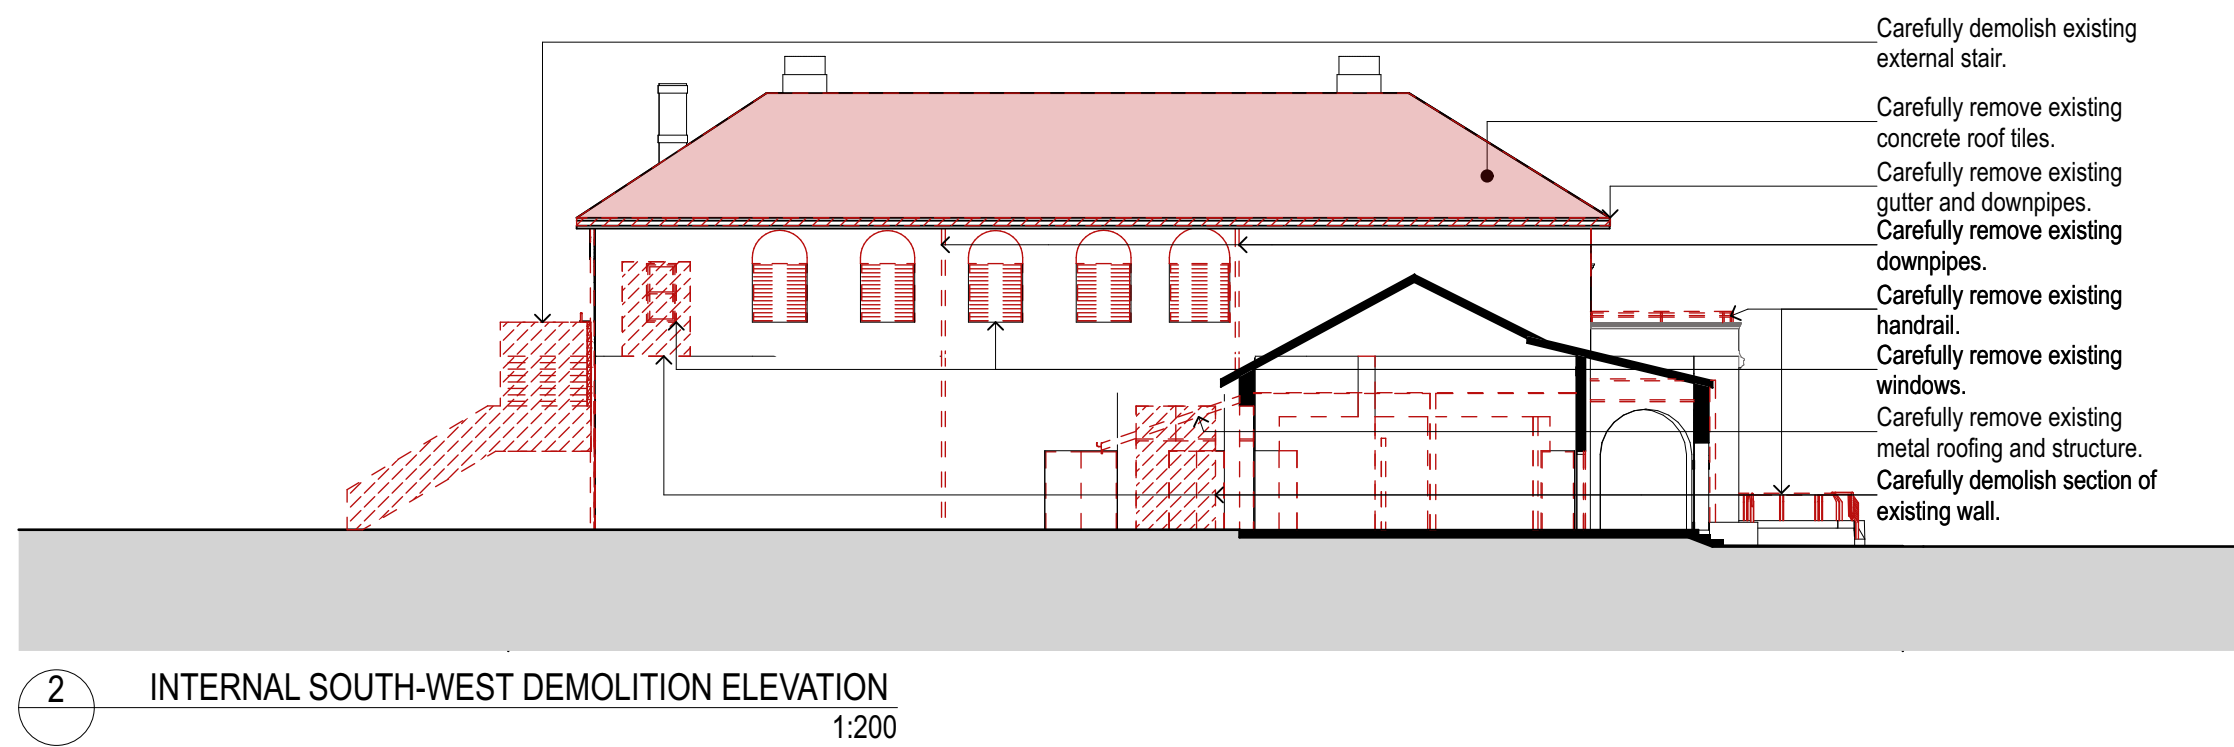 Carefully demolish existing
external stair.
Carefully remove existing
concrete roof tiles.
Carefully remove existing
gutter and downpipes.
Carefully remove existing
downpipes.
Carefully remove existing
handrail.
Carefully remove existing
windows.
Carefully remove existing
metal roofing and structure.
Carefully demolish section of
existing wall.
2
INTERNAL SOUTH-WEST DEMOLITION ELEVATION
1:200